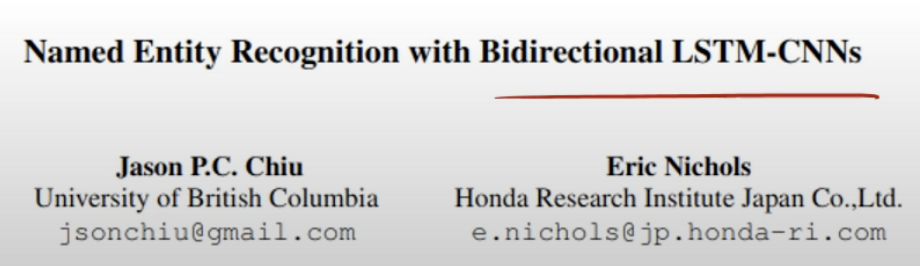 Named Entity Recognition with Bidirectional LSTM-CNNs
Jason P.C. Chiu
University of British Columbia
jsonchiu@gmail.com
Eric Nichols
Honda Research Institute Japan Co.,Ltd.
e.nichols@jp.honda-ri.com